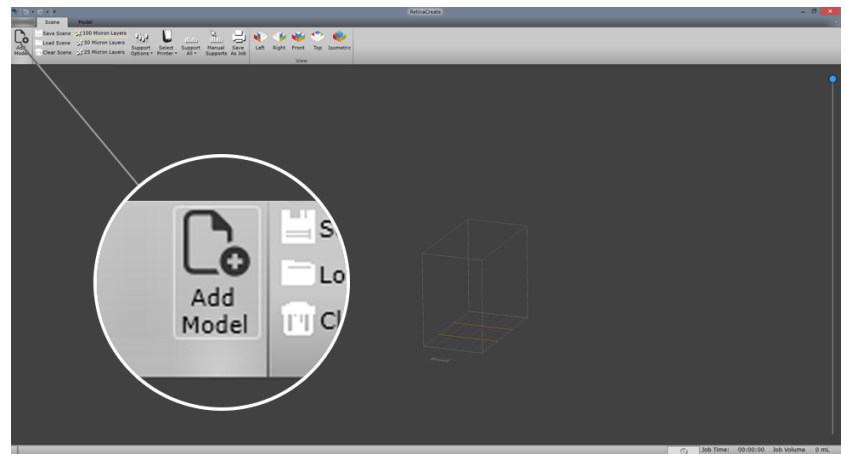 RetinaCreate
Scene Model
Add Model
Save Scene
Load Scene
Clear Scene
100 Micron Layers
50 Micron Layers
25 Micron Layers
Support Options
Select Printer
Support All
Manual Supports
Save As Job
Left Right Front Top Isometric
View
Add
Model
S
Lo
Cl
Job Time: 00:00:00 Job Volume 0 mL